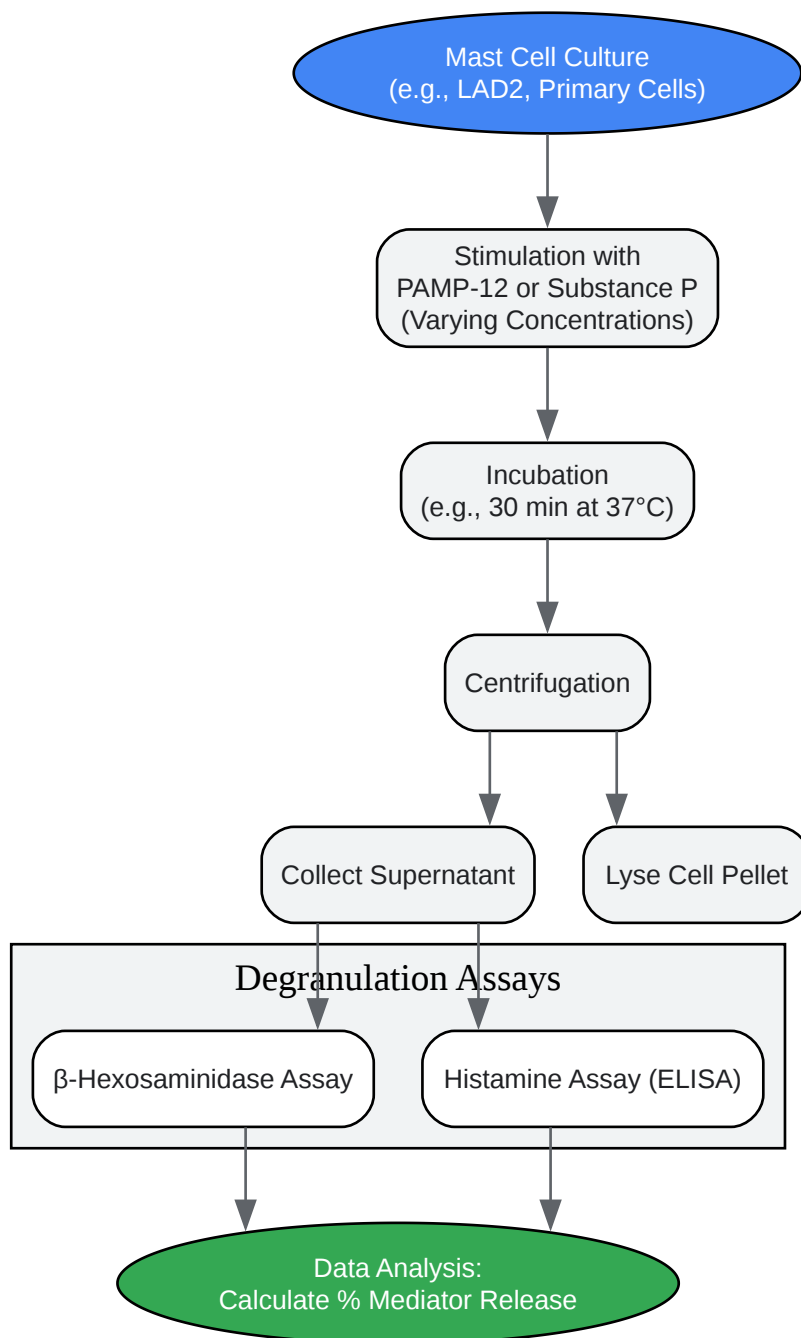 Mast Cell Culture
(e.g., LAD2, Primary Cells)
Stimulation with
PAMP-12 or Substance P
(Varying Concentrations)
Incubation
(e.g., 30 min at 37°C)
Centrifugation
Collect Supernatant
Lyse Cell Pellet
Degranulation Assays
β-Hexosaminidase Assay
Histamine Assay (ELISA)
Data Analysis:
Calculate % Mediator Release